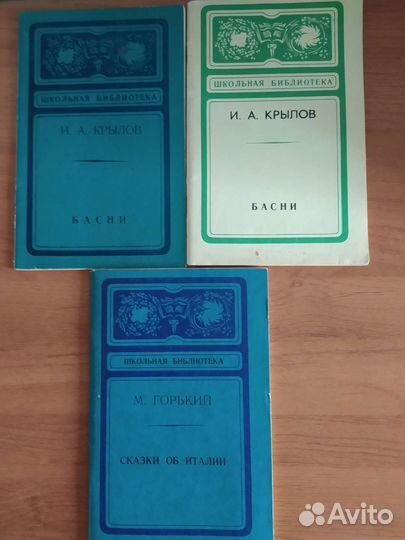 ШКОЛЬНАЯ БИБЛИОТЕКА
И. А. КРЫЛОВ
БАСНИ
ШКОЛЬНАЯ БИБЛИОТЕКА
И. А. КРЫЛОВ
БАСНИ
ШКОЛЬНАЯ БИБЛИОТЕКА
М. ГОРЬКИЙ
СКАЗКИ ОБ ИТАЛИИ
Avito